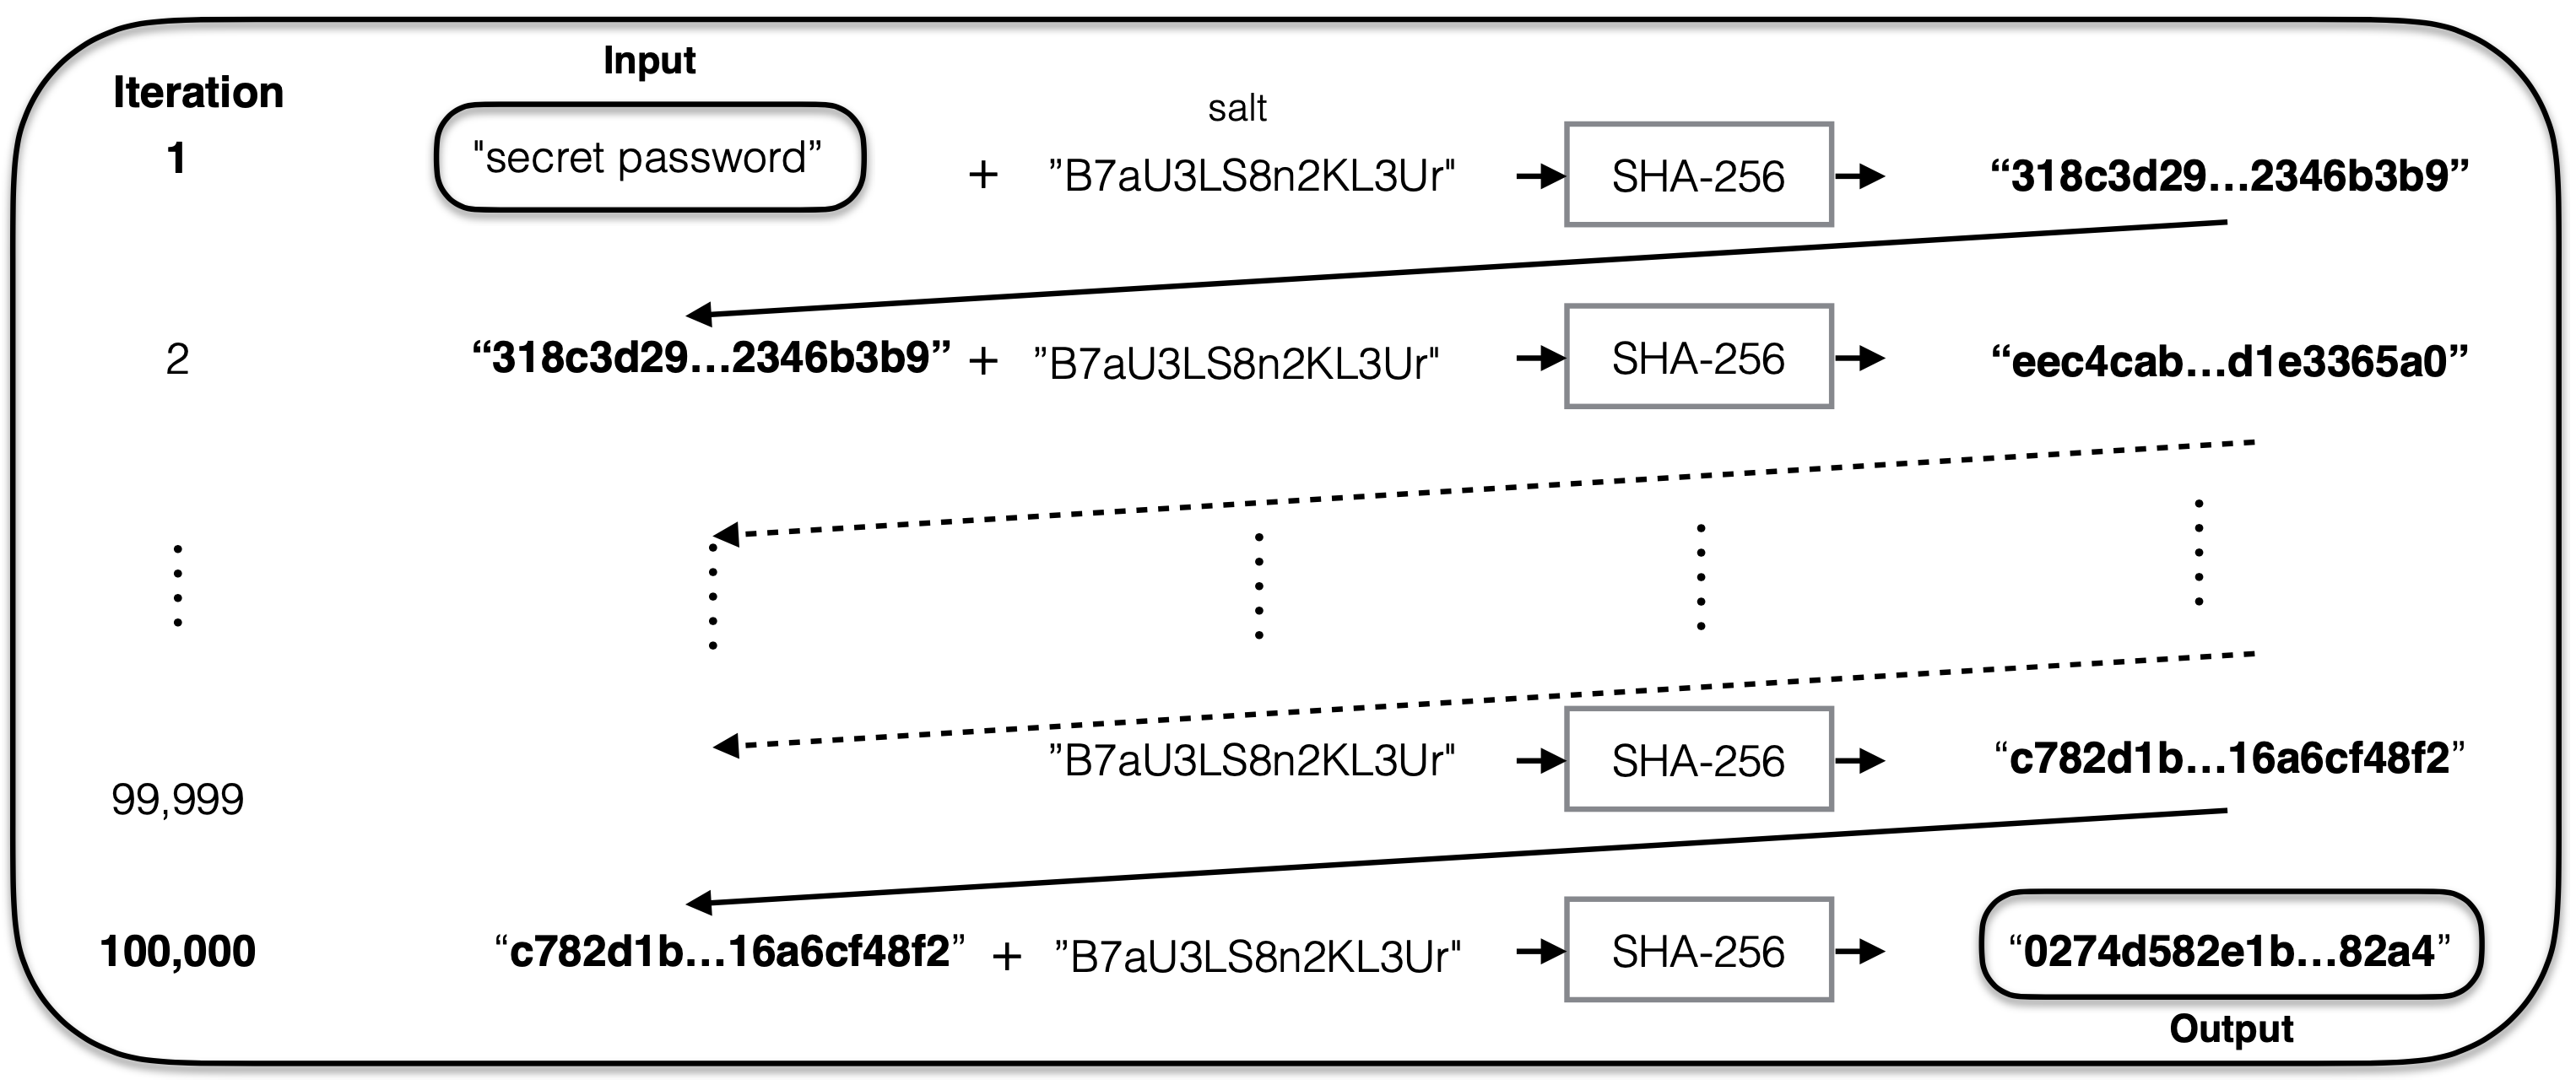 Input
Iteration
salt
1 "secret password” + ”B7aU3LS8n2KL3Ur" SHA-256 “318c3d29...2346b3b9”
2 “318c3d29...2346b3b9” + ”B7aU3LS8n2KL3Ur" SHA-256 “eec4cab...d1e3365a0”
99,999 ”B7aU3LS8n2KL3Ur" SHA-256 “c782d1b...16a6cf48f2”
100,000 “c782d1b...16a6cf48f2” + ”B7aU3LS8n2KL3Ur" SHA-256 “0274d582e1b...82a4”
Output